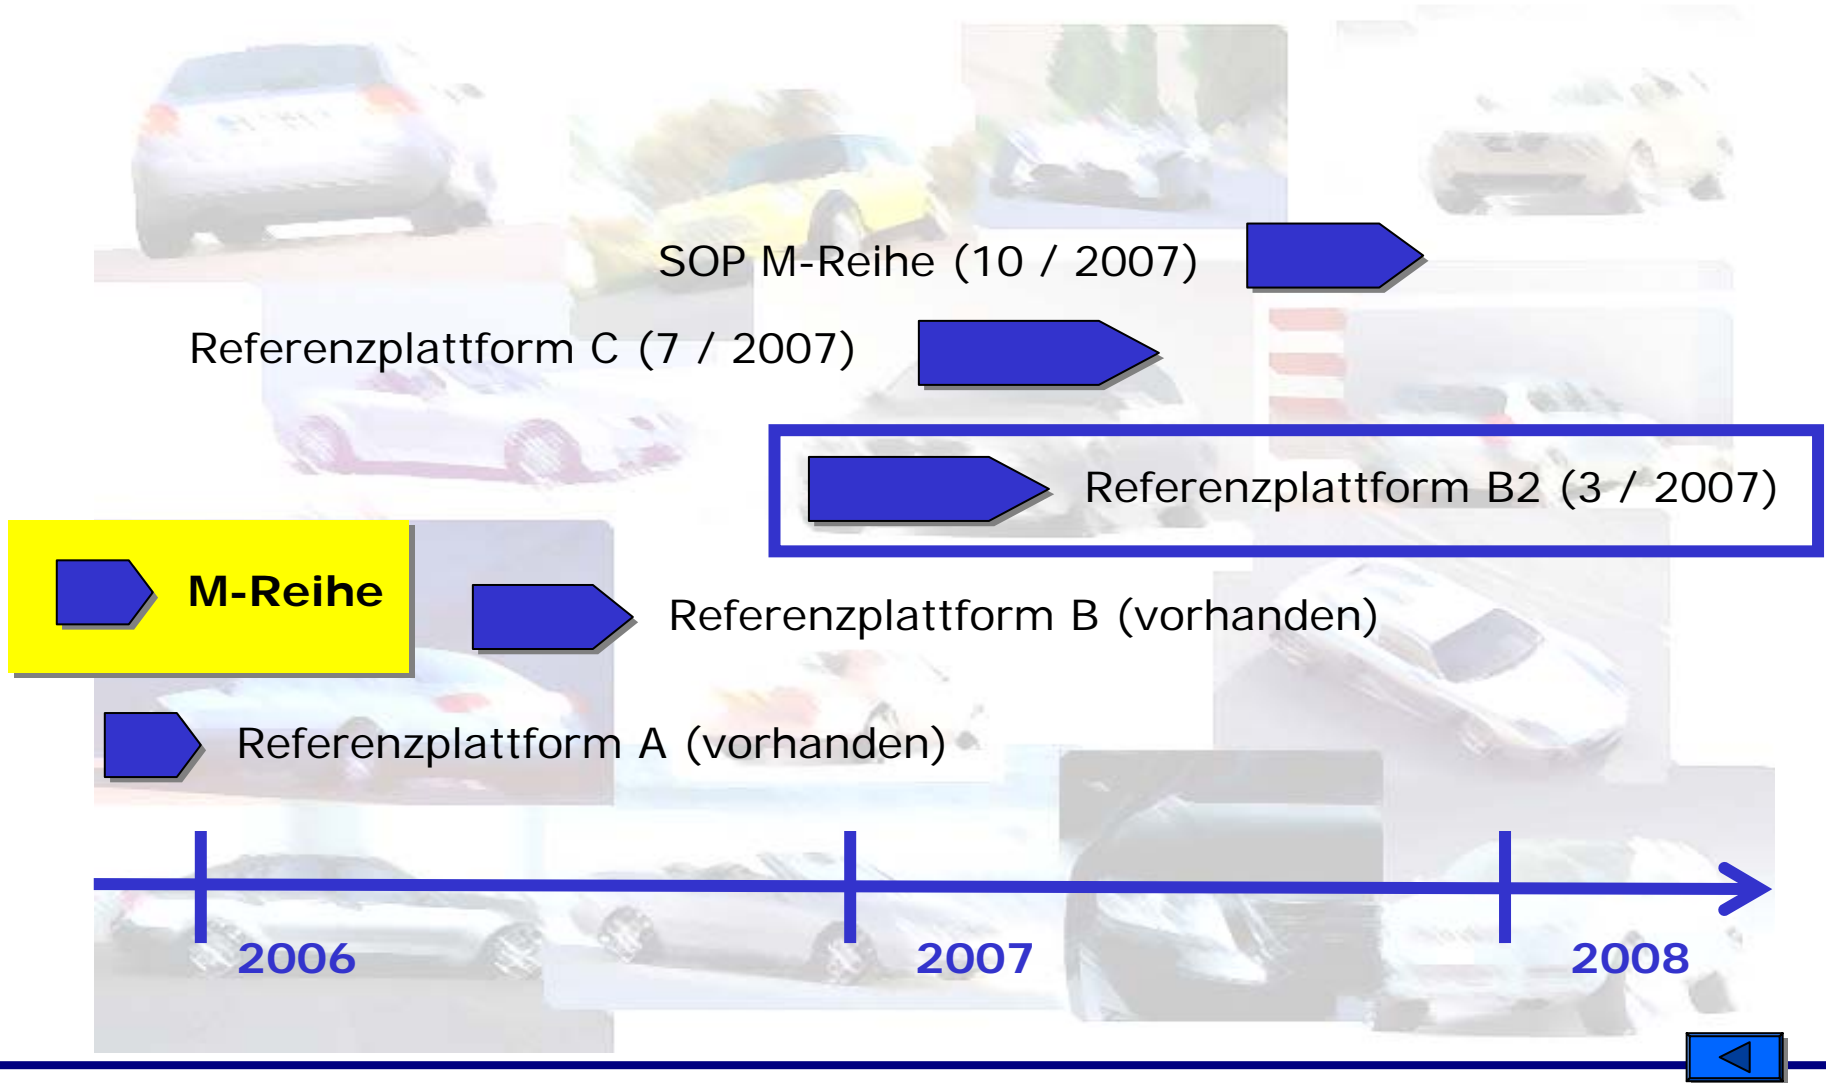 SOP M-Reihe (10 / 2007)
Referenzplattform C (7 / 2007)
Referenzplattform B2 (3 / 2007)
M-Reihe
Referenzplattform B (vorhanden)
Referenzplattform A (vorhanden)
2006
2007
2008